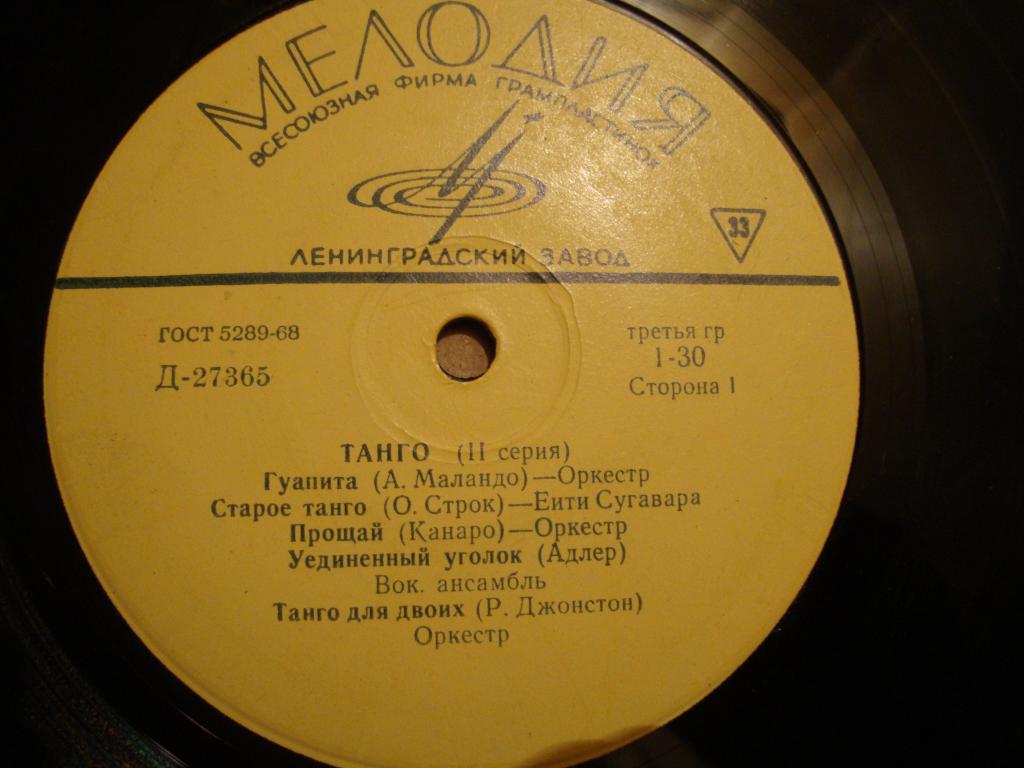 МЕЛОДИЯ
ВСЕСОЮЗНАЯ ФИРМА ГРАМПЛАСТИНОК
33
ЛЕНИНГРАДСКИЙ ЗАВОД
ГОСТ 5289-68
третья гр
Д-27365
1-30
Сторона 1
ТАНГО (II серия)
Гуапита (А. Маландо)—Оркестр
Старое танго (О. Строк)—Еити Сугавара
Прощай (Канаро)—Оркестр
Уединенный уголок (Адлер)
Вок. ансамбль
Танго для двоих (Р. Джонстон)
Оркестр